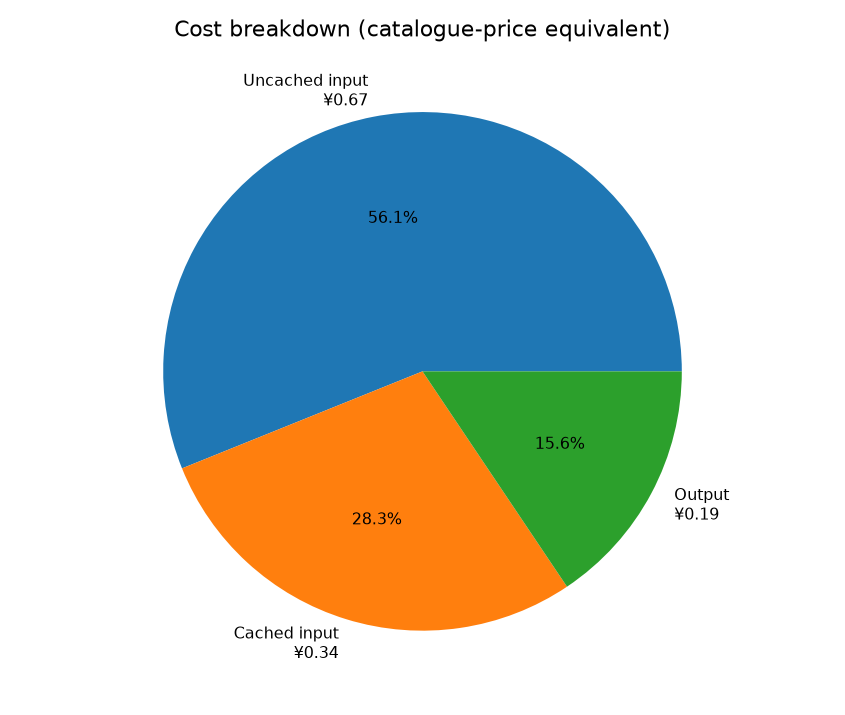 Cost breakdown (catalogue-price equivalent)
Uncached input
¥0.67
56.1%
15.6%
Output
¥0.19
28.3%
Cached input
¥0.34